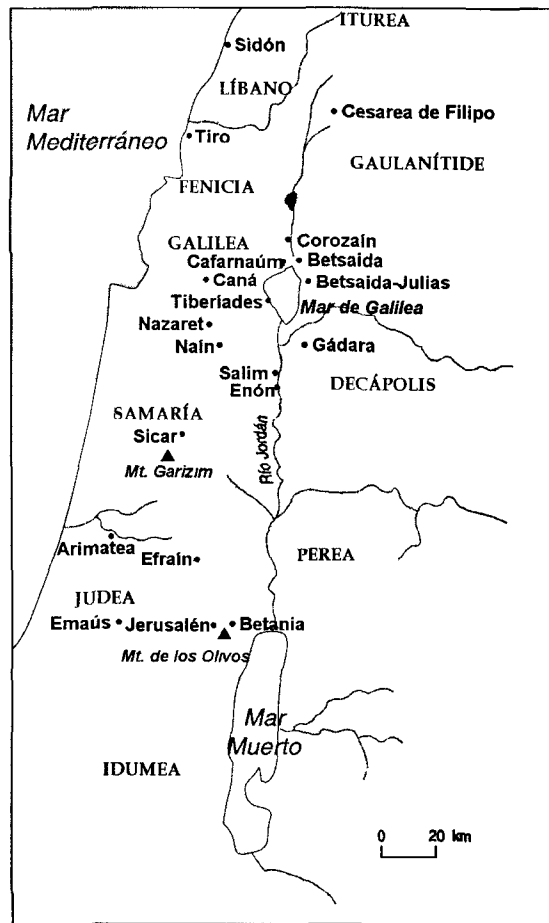 ITUREA
Sidón
LÍBANO
Mar
Mediterráneo
Cesarea de Filipo
Tiro
GAULANÍTIDE
FENICIA
Corozaín
GALILEA
Cafarnaúm
Betsaida
Caná
Betsaida-Julias
Tiberíades
Mar de Galilea
Nazaret
Naín
Gádara
Salim
Enón
DECÁPOLIS
SAMARÍA
Sicar
Mt. Garizim
Río Jordán
Arimatea
Efraín
PEREA
JUDEA
Emaús
Jerusalén
Betania
Mt. de los Olivos
Mar
Muerto
IDUMEA
0 20 km